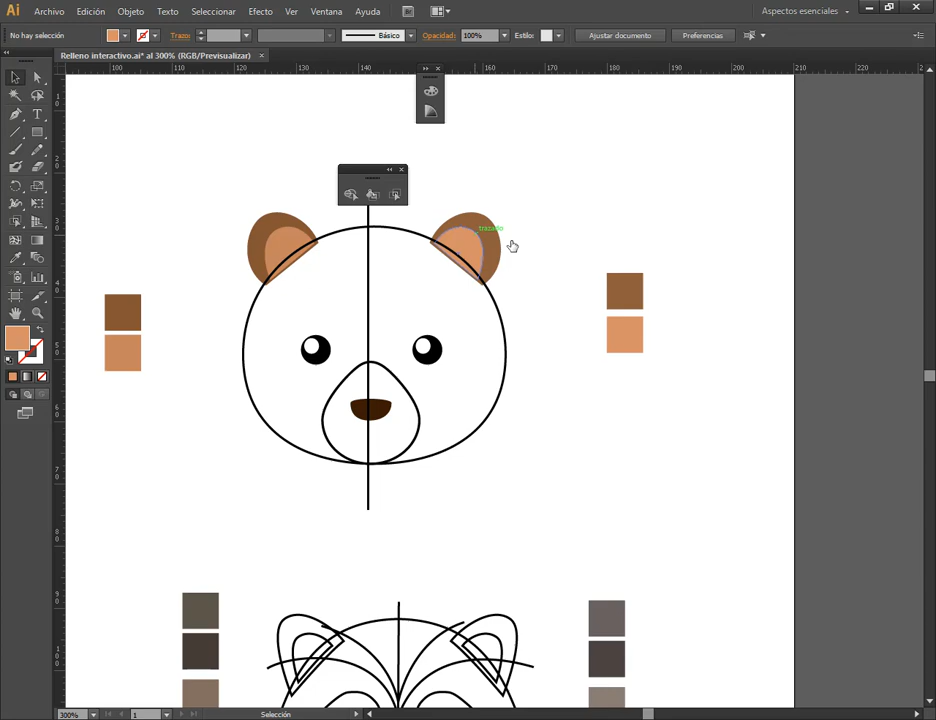 Ai Archivo Edición Objeto Texto Seleccionar Efecto Ver Ventana Ayuda Br Aspectos esenciales
No hay selección Trazo: Básico Opacidad: 100% Estilo: Ajustar documento Preferencias
Relleno interactivo.ai* al 300% (RGB/Previsualizar)
100 120 130 140 160 170 180 190 200 210 220
trazado
300% 1 Selección